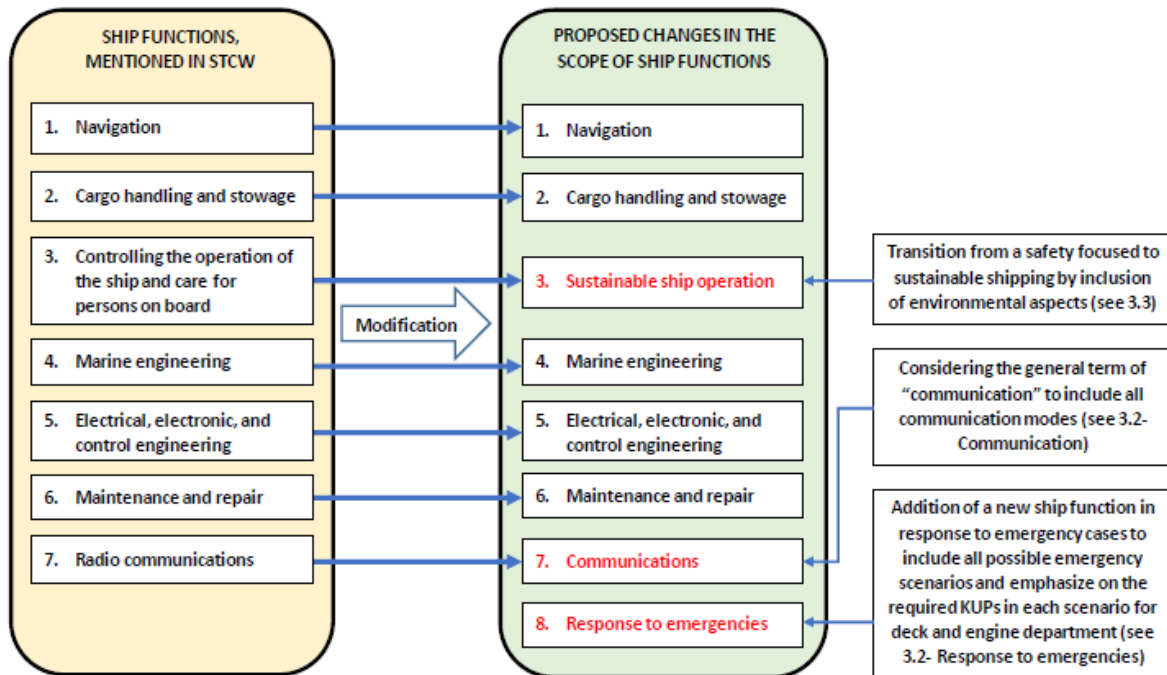 SHIP FUNCTIONS,
MENTIONED IN STCW
1. Navigation
2. Cargo handling and stowage
3. Controlling the operation of
the ship and care for
persons on board
4. Marine engineering
5. Electrical, electronic, and
control engineering
6. Maintenance and repair
7. Radio communications
Modification
PROPOSED CHANGES IN THE
SCOPE OF SHIP FUNCTIONS
1. Navigation
2. Cargo handling and stowage
3. Sustainable ship operation
4. Marine engineering
5. Electrical, electronic, and
control engineering
6. Maintenance and repair
7. Communications
8. Response to emergencies
Transition from a safety focused to
sustainable shipping by inclusion
of environmental aspects (see 3.3)
Considering the general term of
“communication” to include all
communication modes (see 3.2-
Communication)
Addition of a new ship function in
response to emergency cases to
include all possible emergency
scenarios and emphasize on the
required KUPs in each scenario for
deck and engine department (see
3.2- Response to emergencies)